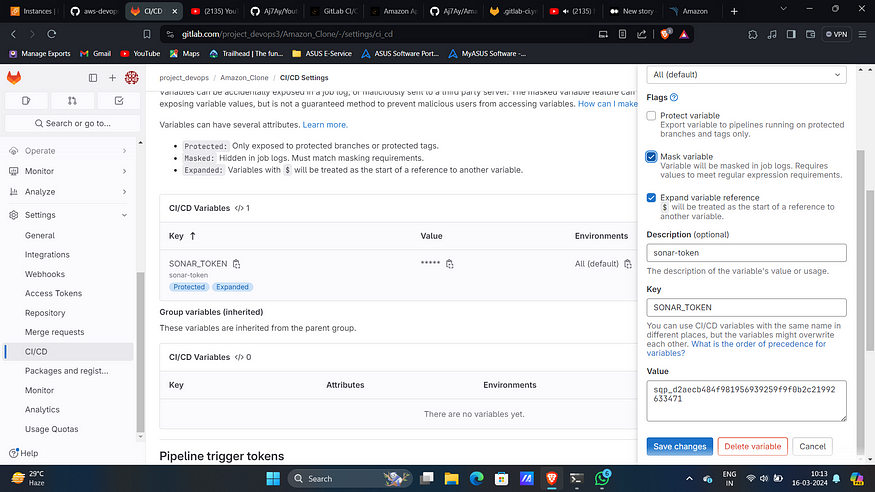 Instances |
aws-devop
CI/CD
(2135) You
Aj7Ay/You
GitLab CI/C
Amazon Ap
Aj7Ay/Ama
.gitlab-ci.yn
(2135) I
New story
Amazon
gitlab.com/project_devops3/Amazon_Clone/-/settings/ci_cd
VPN
Manage Exports
Gmail
YouTube
Maps
Trailhead | The fun...
ASUS E-Service
ASUS Software Port...
MyASUS Software -...
project_devops / Amazon_Clone / CI/CD Settings
Search or go to...
Operate
Monitor
Analyze
Settings
General
Integrations
Webhooks
Access Tokens
Repository
Merge requests
CI/CD
Packages and regist...
Monitor
Analytics
Usage Quotas
Help
Variables can be accidentally exposed in a job log, or maliciously sent to a third party server. The masked variable feature can
exposing variable values, but is not a guaranteed method to prevent malicious users from accessing variables. How can I make
Variables can have several attributes. Learn more.
• Protected: Only exposed to protected branches or protected tags.
• Masked: Hidden in job logs. Must match masking requirements.
• Expanded: Variables with $ will be treated as the start of a reference to another variable.
CI/CD Variables </> 1
Key ↑ Value Environments
SONAR_TOKEN ***** All (default)
sonar-token
Protected Expanded
Group variables (inherited)
These variables are inherited from the parent group.
CI/CD Variables </> 0
Key Attributes Environments
There are no variables yet.
Pipeline trigger tokens
All (default)
Flags
Protect variable
Export variable to pipelines running on protected
branches and tags only.
Mask variable
Variable will be masked in job logs. Requires
values to meet regular expression requirements.
Expand variable reference
$ will be treated as the start of a reference to
another variable.
Description (optional)
sonar-token
The description of the variable's value or usage.
Key
SONAR_TOKEN
You can use CI/CD variables with the same name in
different places, but the variables might overwrite
each other. What is the order of precedence for
variables?
Value
sqp_d2aecb484f981956939259f9f0b2c21992
633471
Save changes
Delete variable
Cancel
29°C
Haze
Search
ENG
IN
10:13
16-03-2024